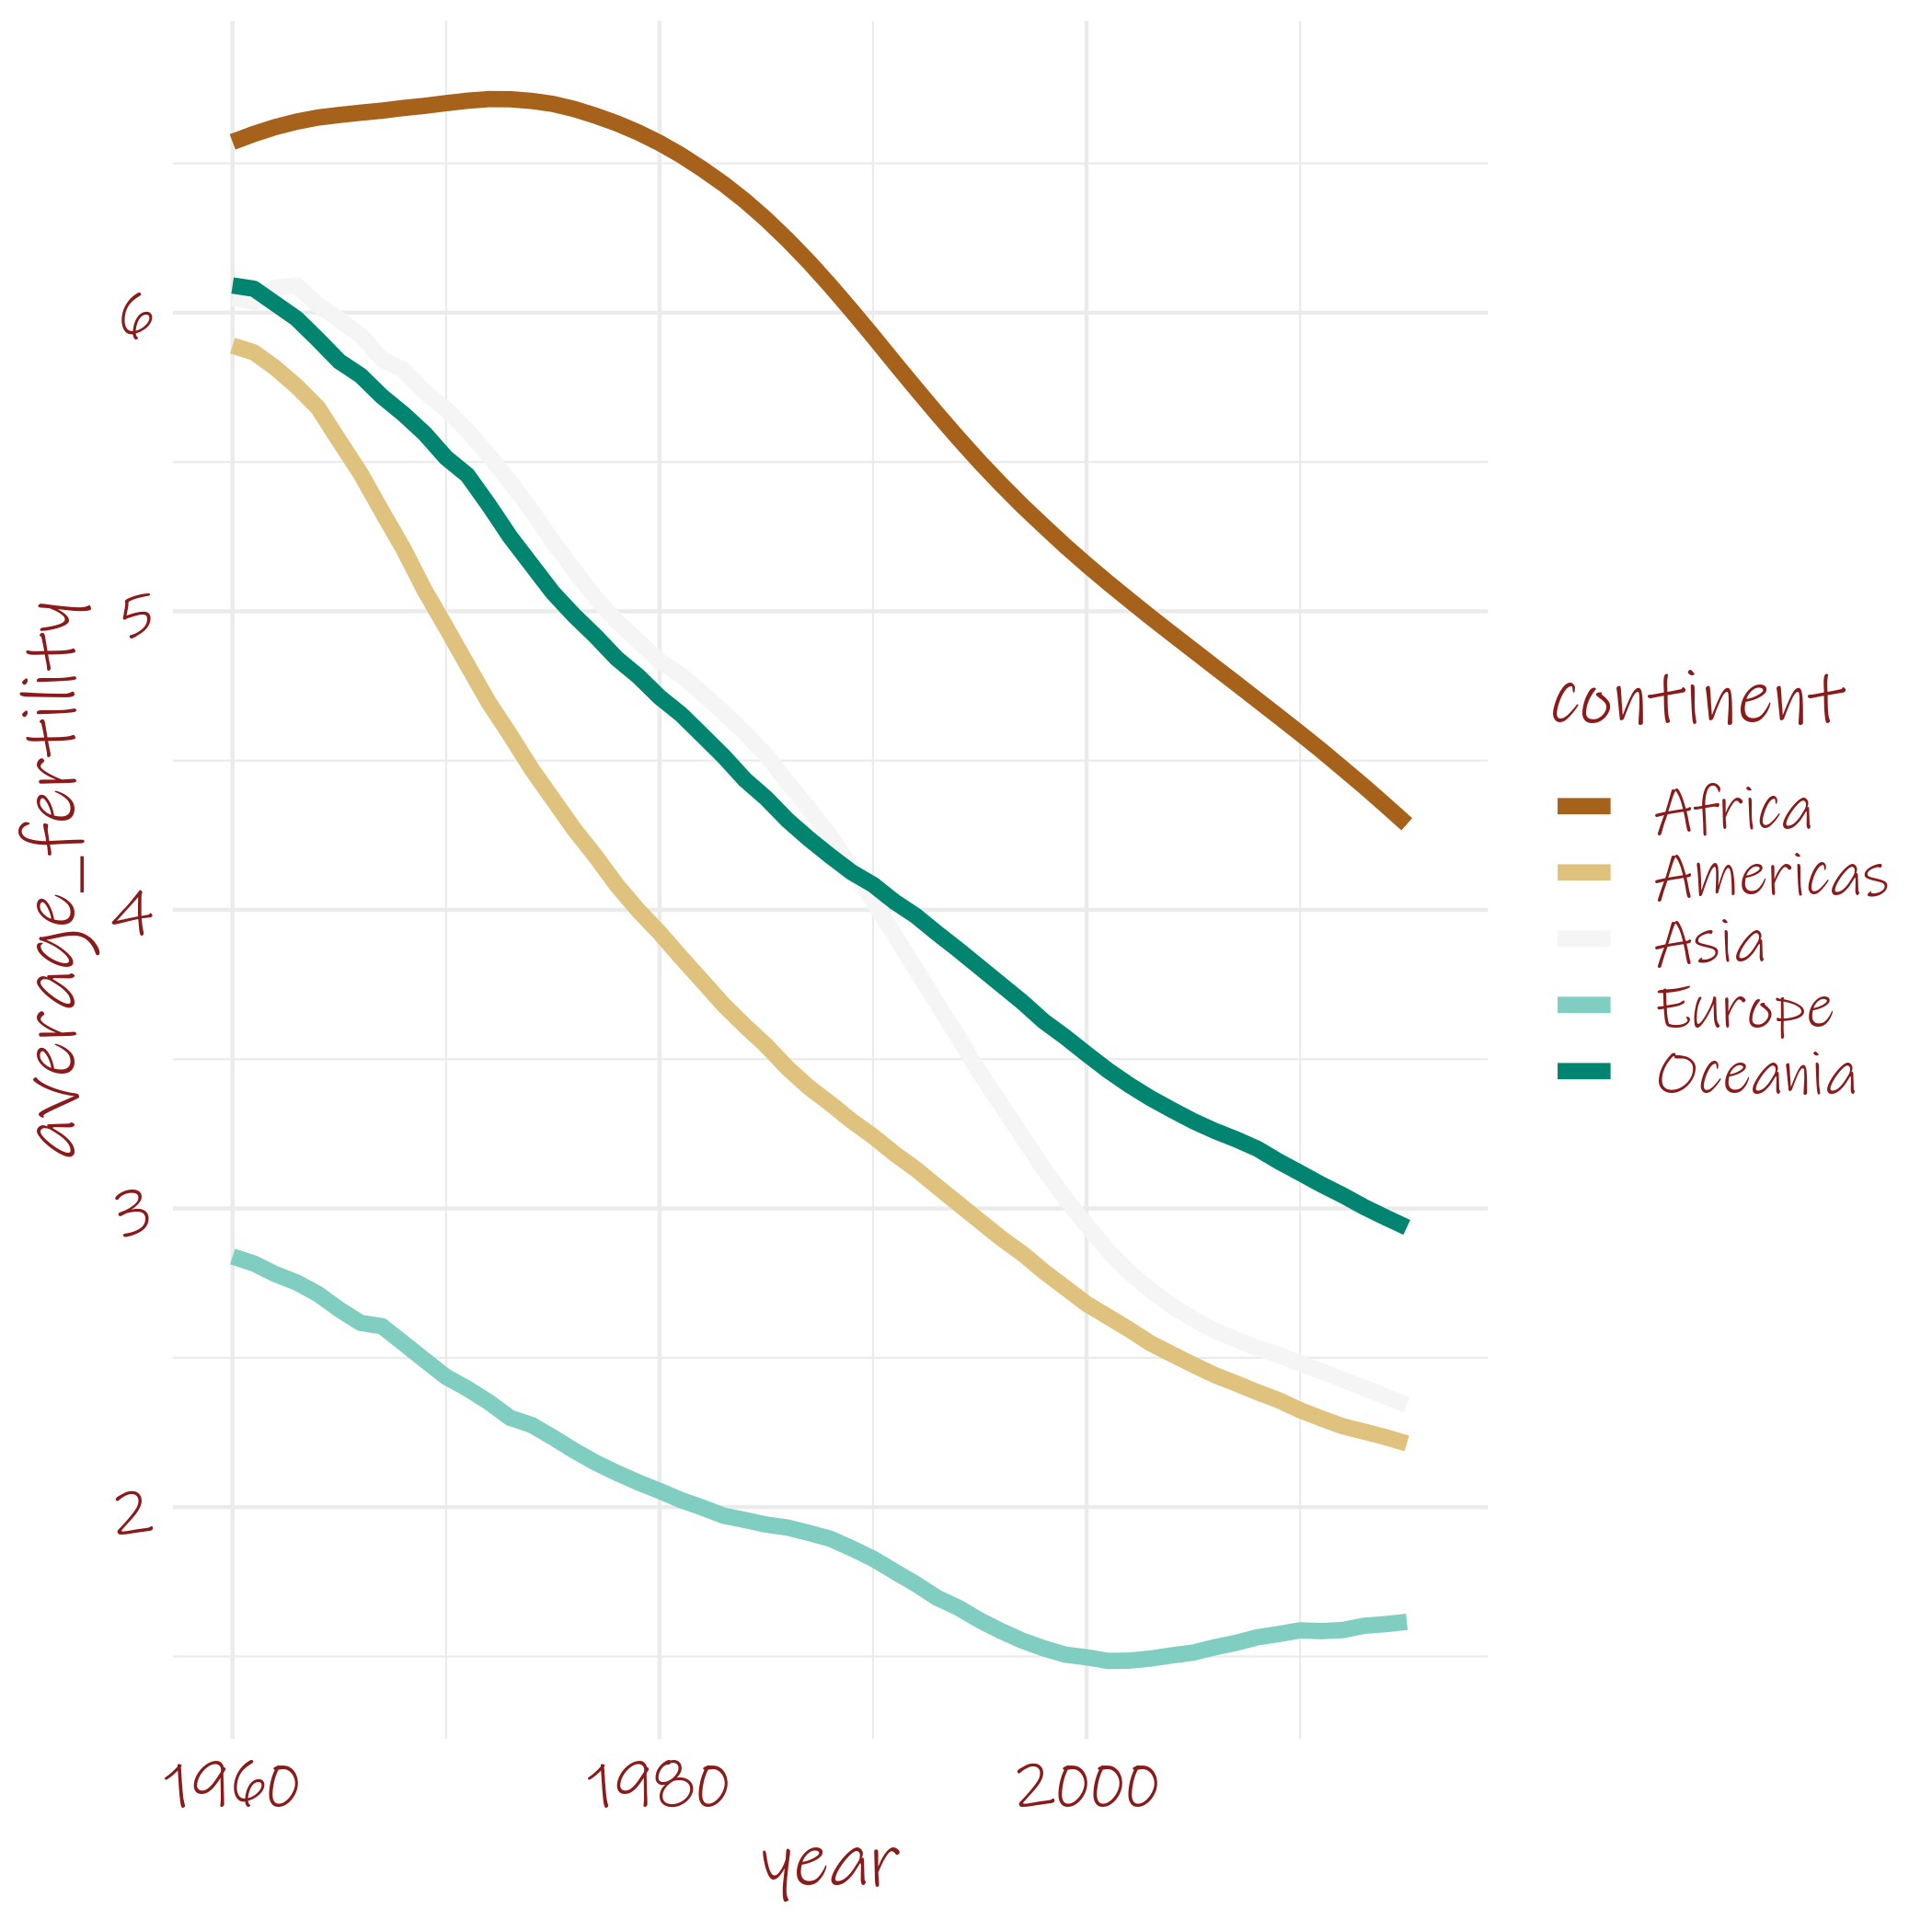 average_fertility
6
5
4
3
2
1960 1980 2000
year
continent
Africa
Americas
Asia
Europe
Oceania